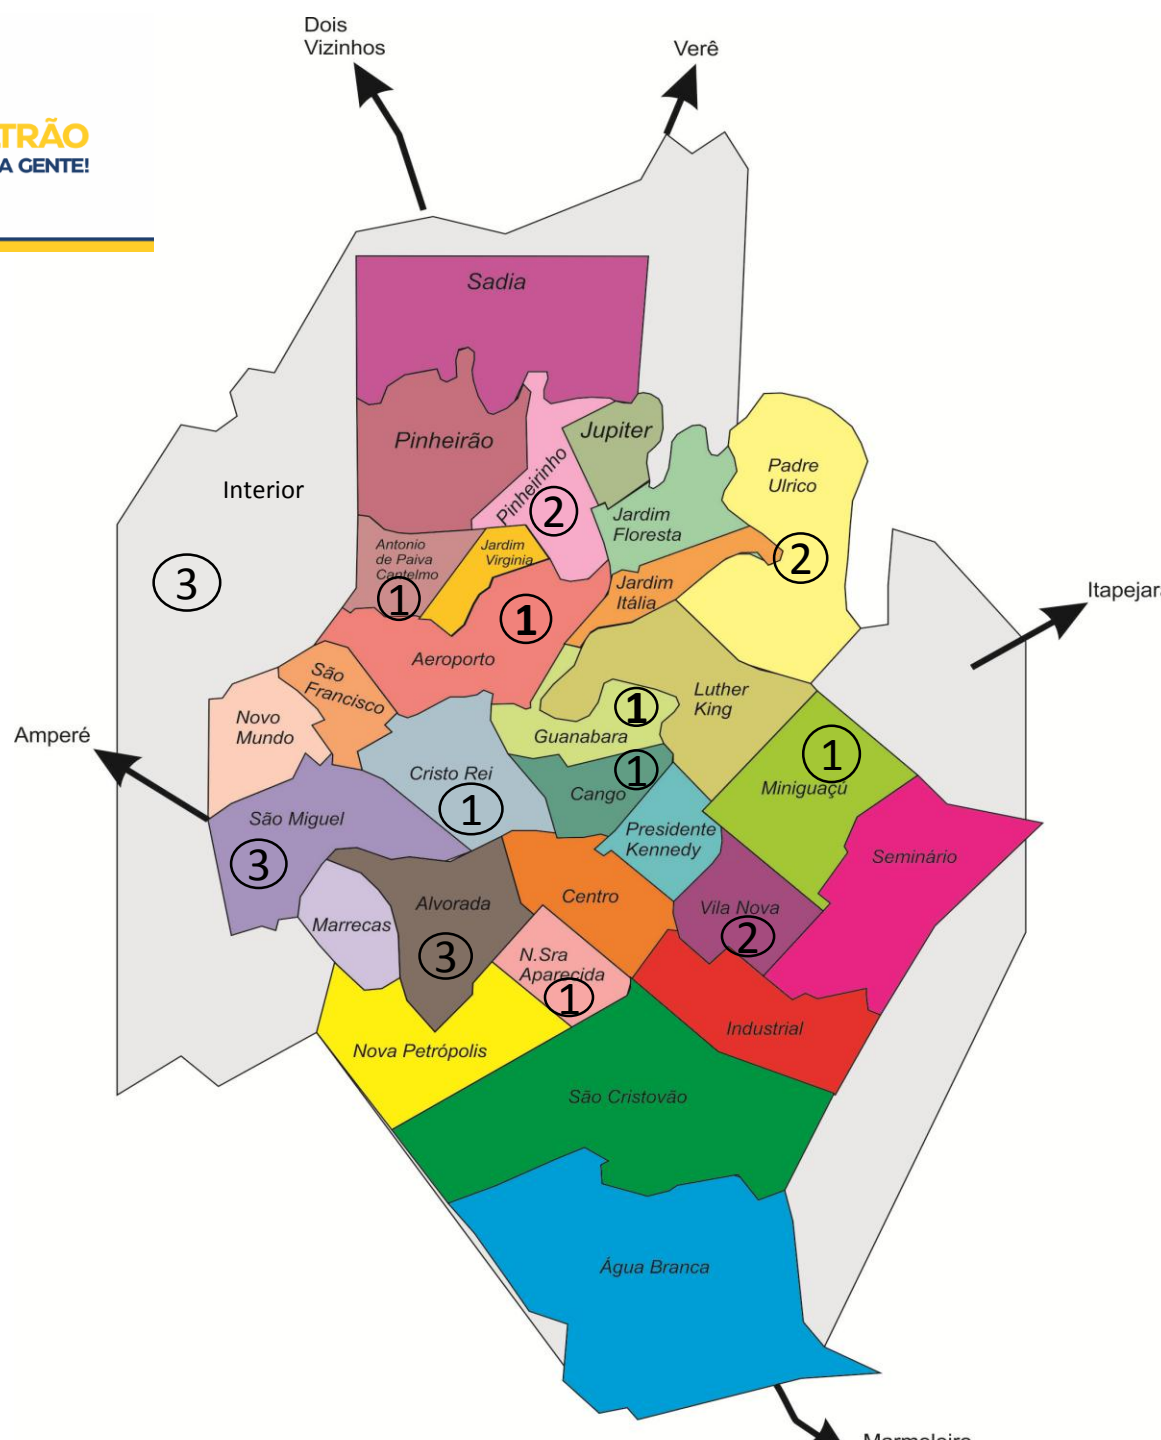 Dois
Vizinhos
Verê
TRÃO
A GENTE!
Sadia
Pinheirão
Jupiter
Pinheirinho
2
Padre
Ulrico
2
Interior
3
Jardim
Floresta
Antonio
de Paiva
Cantelmo
1
Jardim
Virginia
Jardim
Itália
Itapejar
1
Aeroporto
São
Francisco
Luther
King
1
Novo
Mundo
Guanabara
Amperé
1
Miniguaçú
Cristo Rei
1
Cango
1
São Miguel
3
Presidente
Kennedy
Seminário
Centro
Alvorada
3
Vila Nova
2
Marrecas
N.Sra
Aparecida
1
Industrial
Nova Petrópolis
São Cristovão
Água Branca